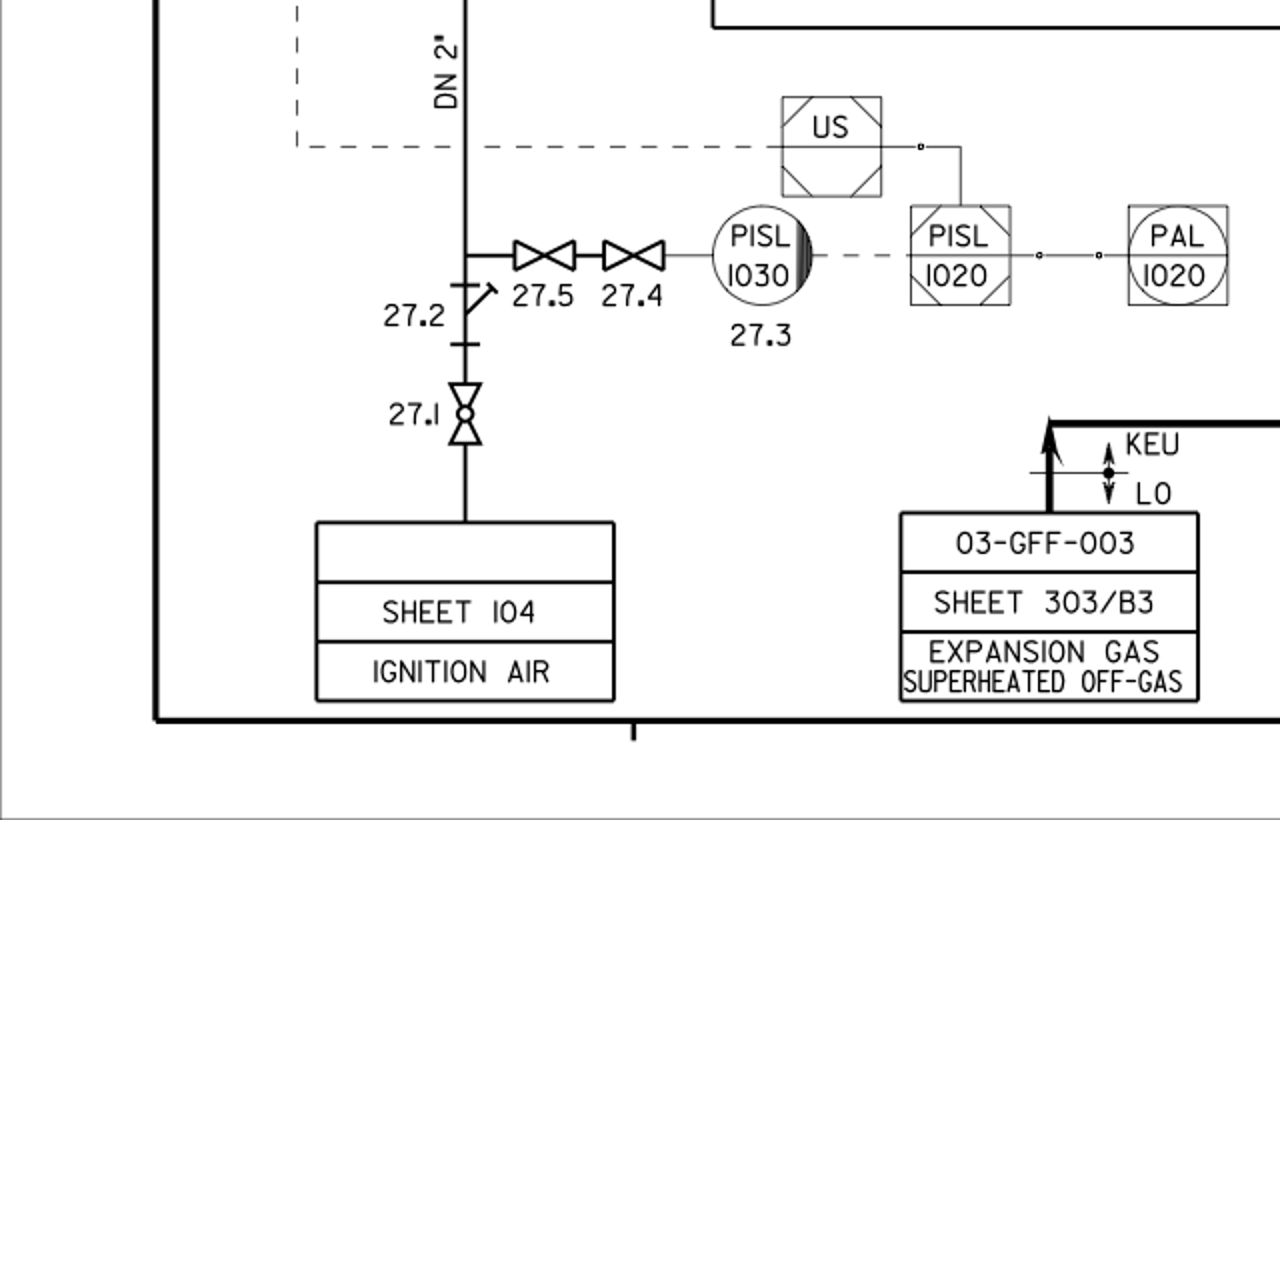 DN 2"
US
PISL
1030
PISL
1020
PAL
1020
27.5
27.4
27.2
27.3
27.1
KEU
LO
03-GFF-003
SHEET 303/B3
EXPANSION GAS
SUPERHEATED OFF-GAS
SHEET 104
IGNITION AIR